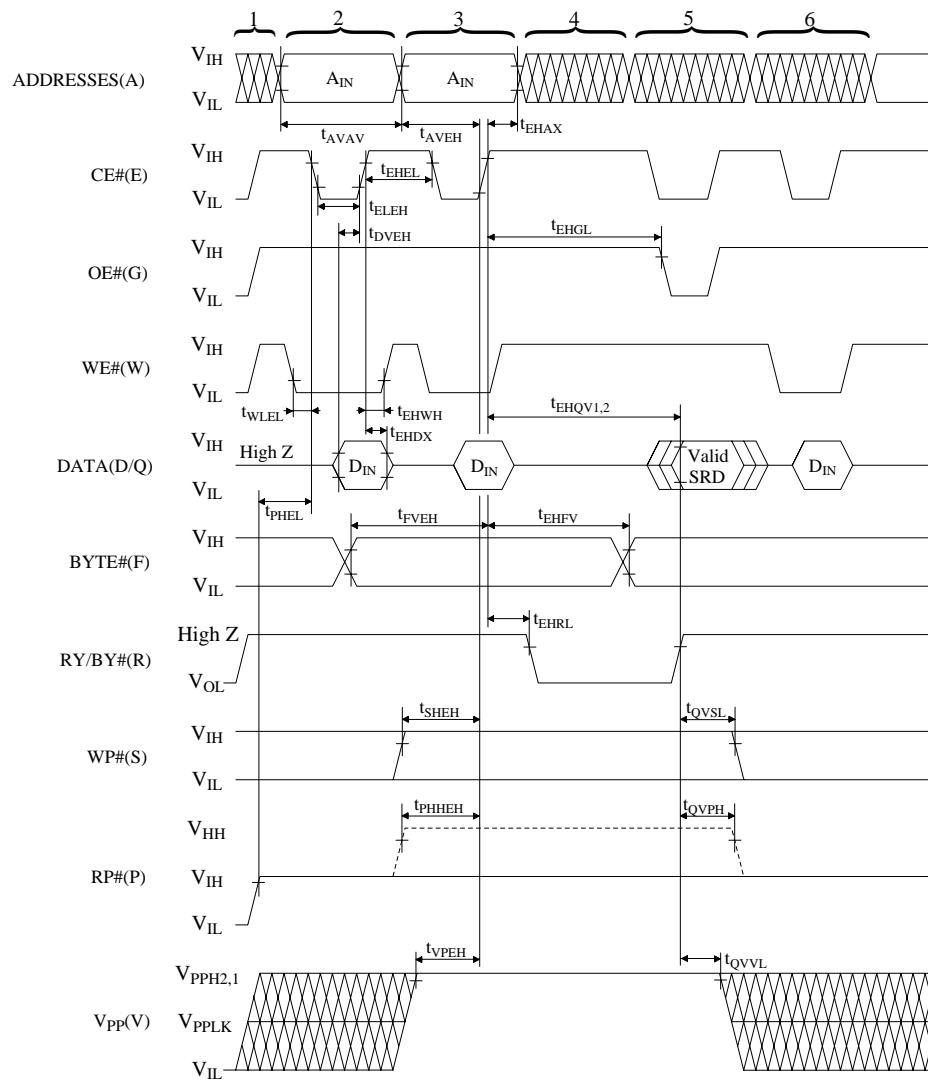 1 2 3 4 5 6
ADDRESSES(A)
VIH
VIL
AIN AIN
tAVAV tAVEH tEHAX
CE#(E)
VIH
VIL
tEHEL
tELEH
tDVEH
OE#(G)
VIH
VIL
tEHGL
WE#(W)
VIH
VIL
tWLEL tEHWH tEHQV1,2
tEHDX
DATA(D/Q)
VIH
VIL
High Z DIN DIN Valid SRD DIN
tPHEL tFVEH tEHFV
BYTE#(F)
VIH
VIL
tEHRL
RY/BY#(R)
High Z
VOL
tSHEH tQVSL
WP#(S)
VIH
VIL
tPHHEH tQVPH
RP#(P)
VHH
VIH
VIL
tVPEH tQVVL
VPP(V)
VPPH2,1
VPPLK
VIL